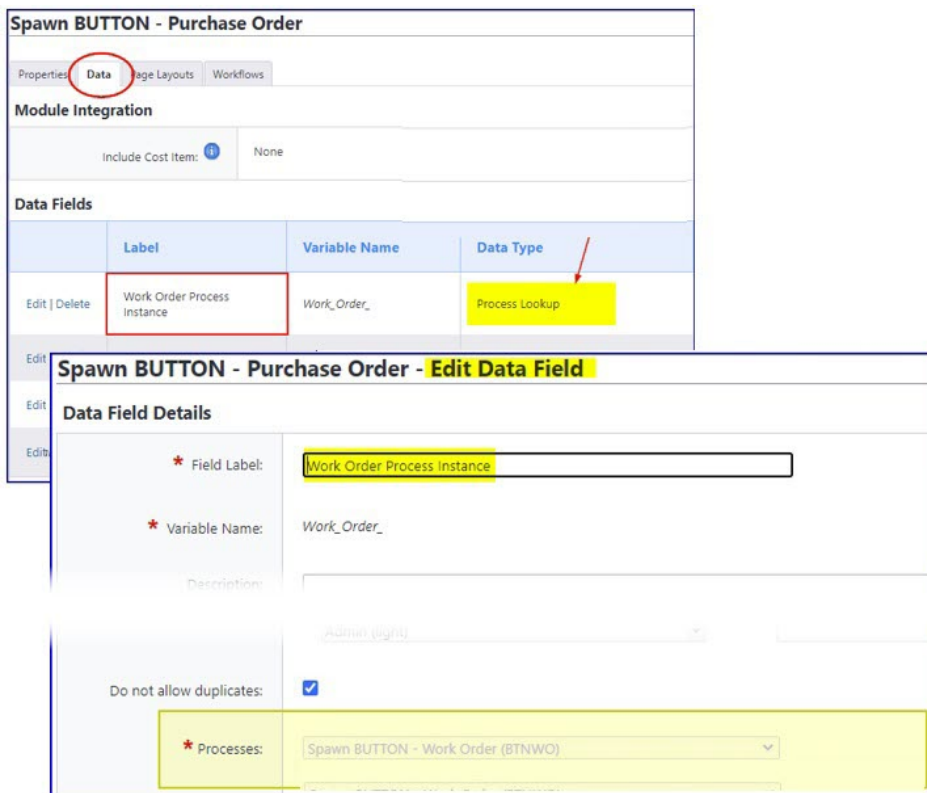 Spawn BUTTON - Purchase Order
Properties Data Page Layouts Workflows
Module Integration
Include Cost Item: None
Data Fields
Label Variable Name Data Type
Edit | Delete Work Order Process Instance Work_Order_ Process Lookup
Edit
Edit
Edit
Spawn BUTTON - Purchase Order - Edit Data Field
Data Field Details
* Field Label: Work Order Process Instance
* Variable Name: Work_Order_
Description:
Admin (light)
Do not allow duplicates:
* Processes: Spawn BUTTON - Work Order (BTNWO)